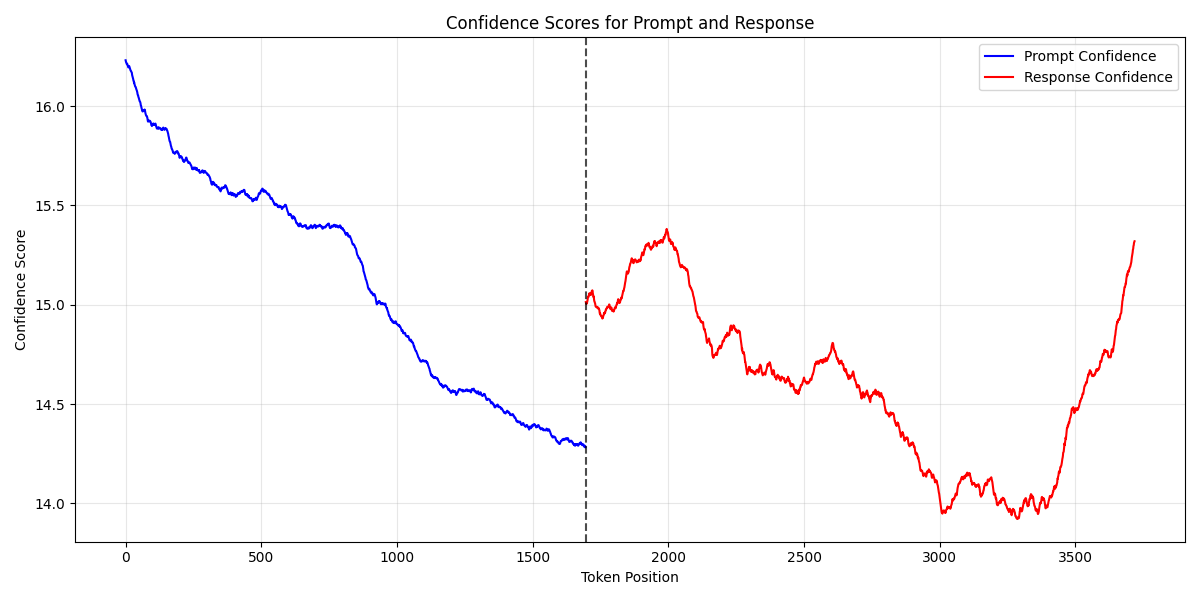 Confidence Scores for Prompt and Response
Prompt Confidence
Response Confidence
Confidence Score
16.0
15.5
15.0
14.5
14.0
0 500 1000 1500 2000 2500 3000 3500
Token Position